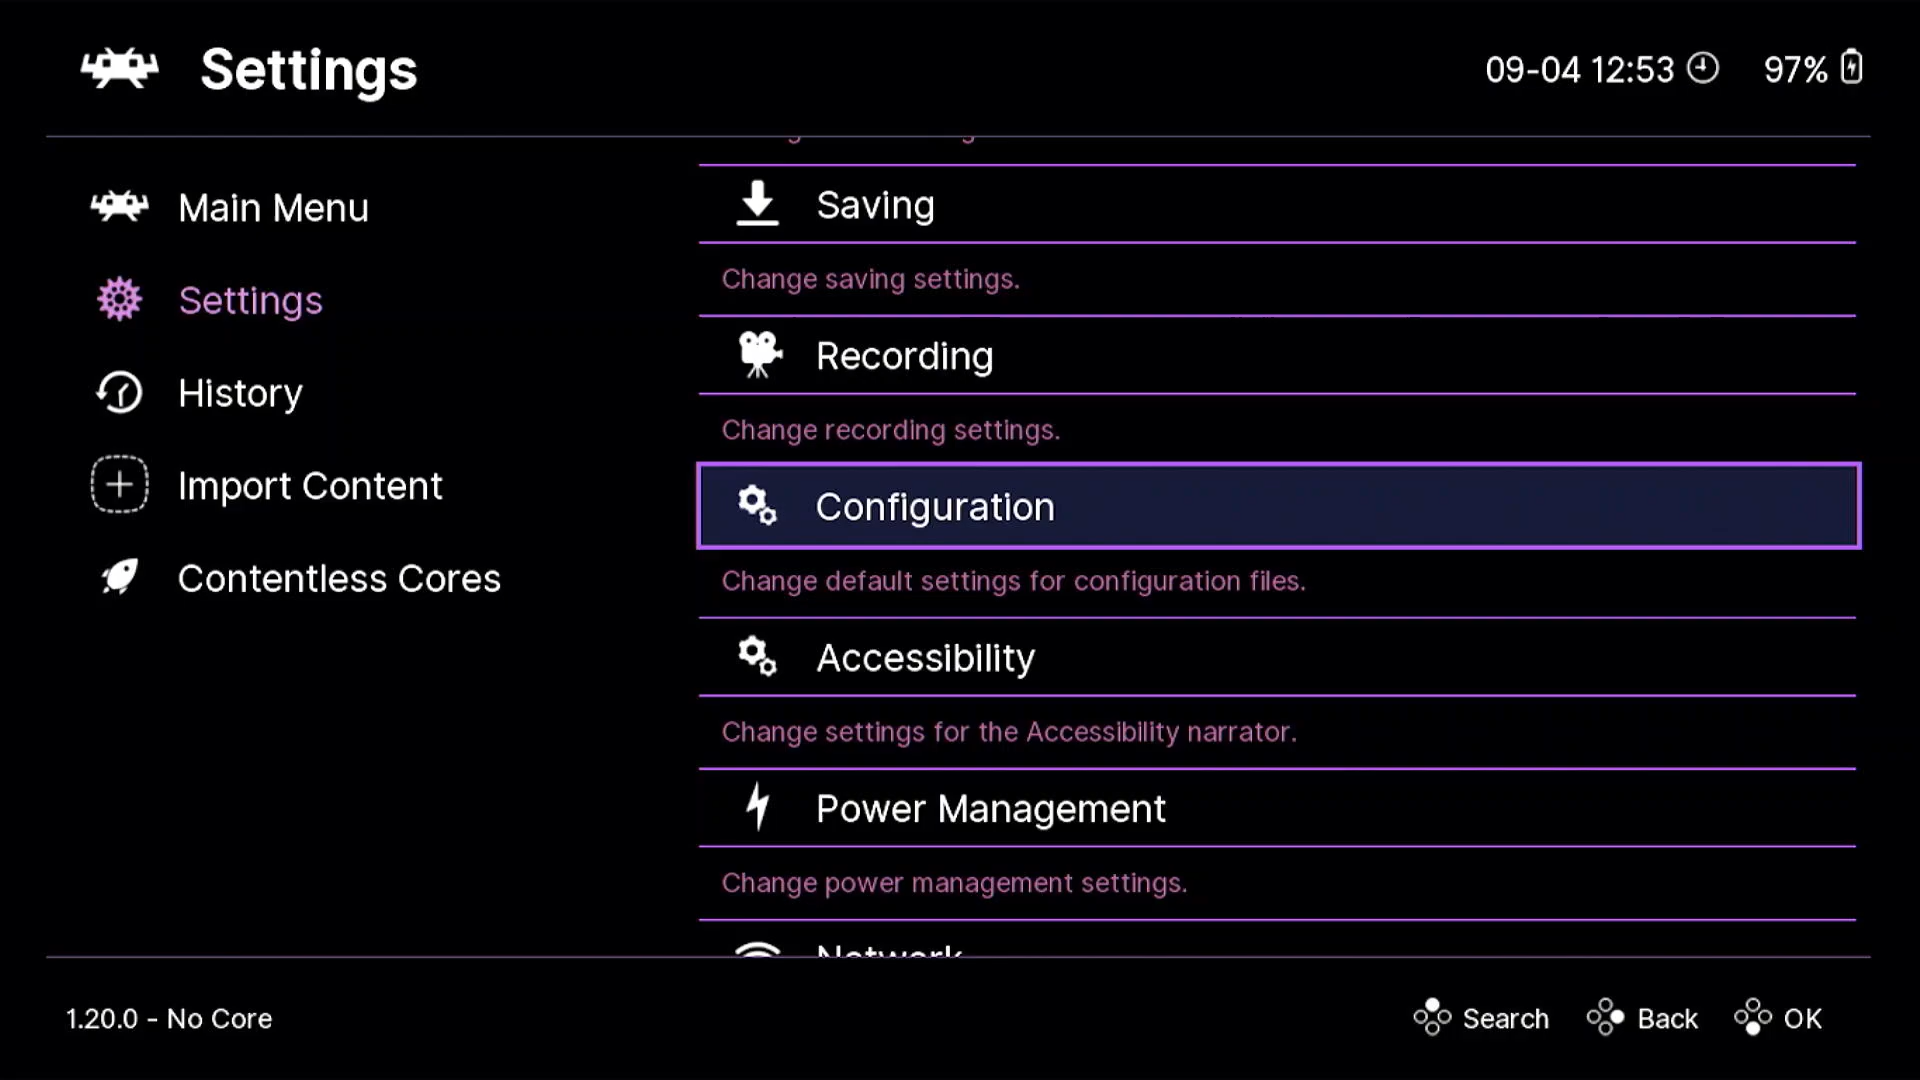 Settings
09-04 12:53
97%
Main Menu
Settings
History
Import Content
Contentless Cores
Saving
Change saving settings.
Recording
Change recording settings.
Configuration
Change default settings for configuration files.
Accessibility
Change settings for the Accessibility narrator.
Power Management
Change power management settings.
Network
1.20.0 - No Core
Search
Back
OK